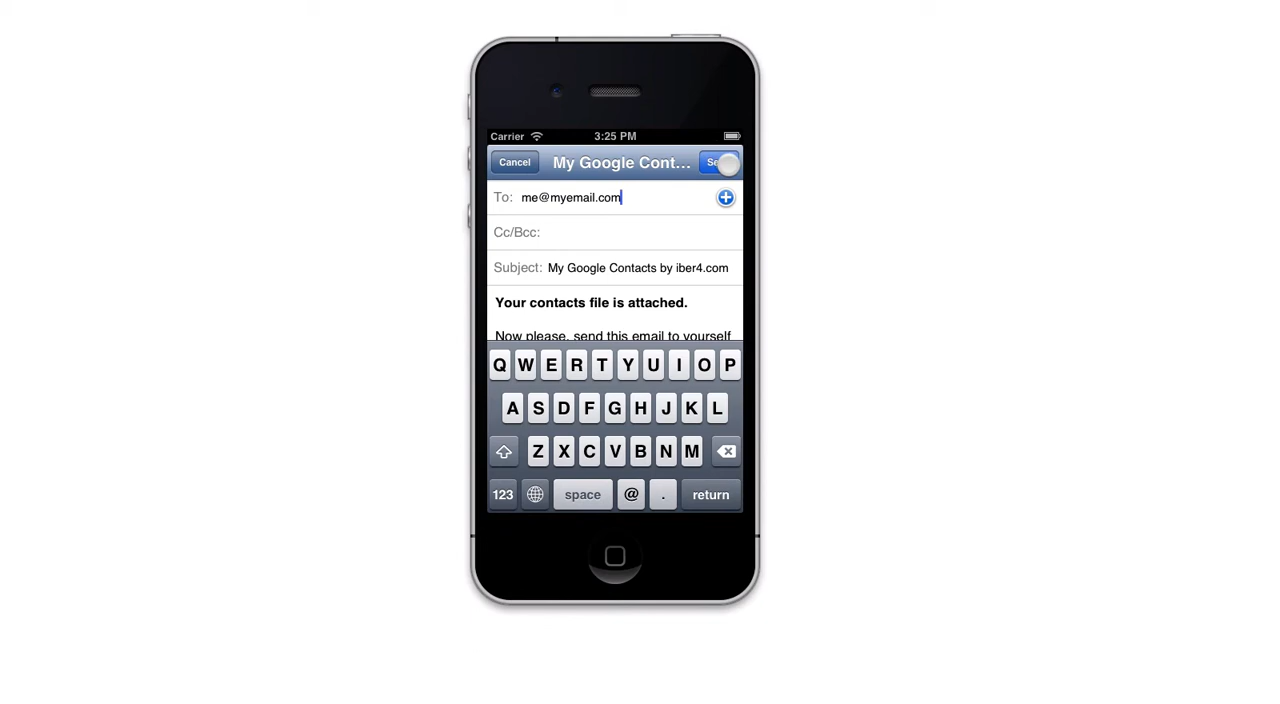 Carrier 3:25 PM
Cancel My Google Cont... Se
To: me@myemail.com
Cc/Bcc:
Subject: My Google Contacts by iber4.com
Your contacts file is attached.
Now please, send this email to yourself
Q W E R T Y U I O P
A S D F G H J K L
Z X C V B N M
123 space @ . return